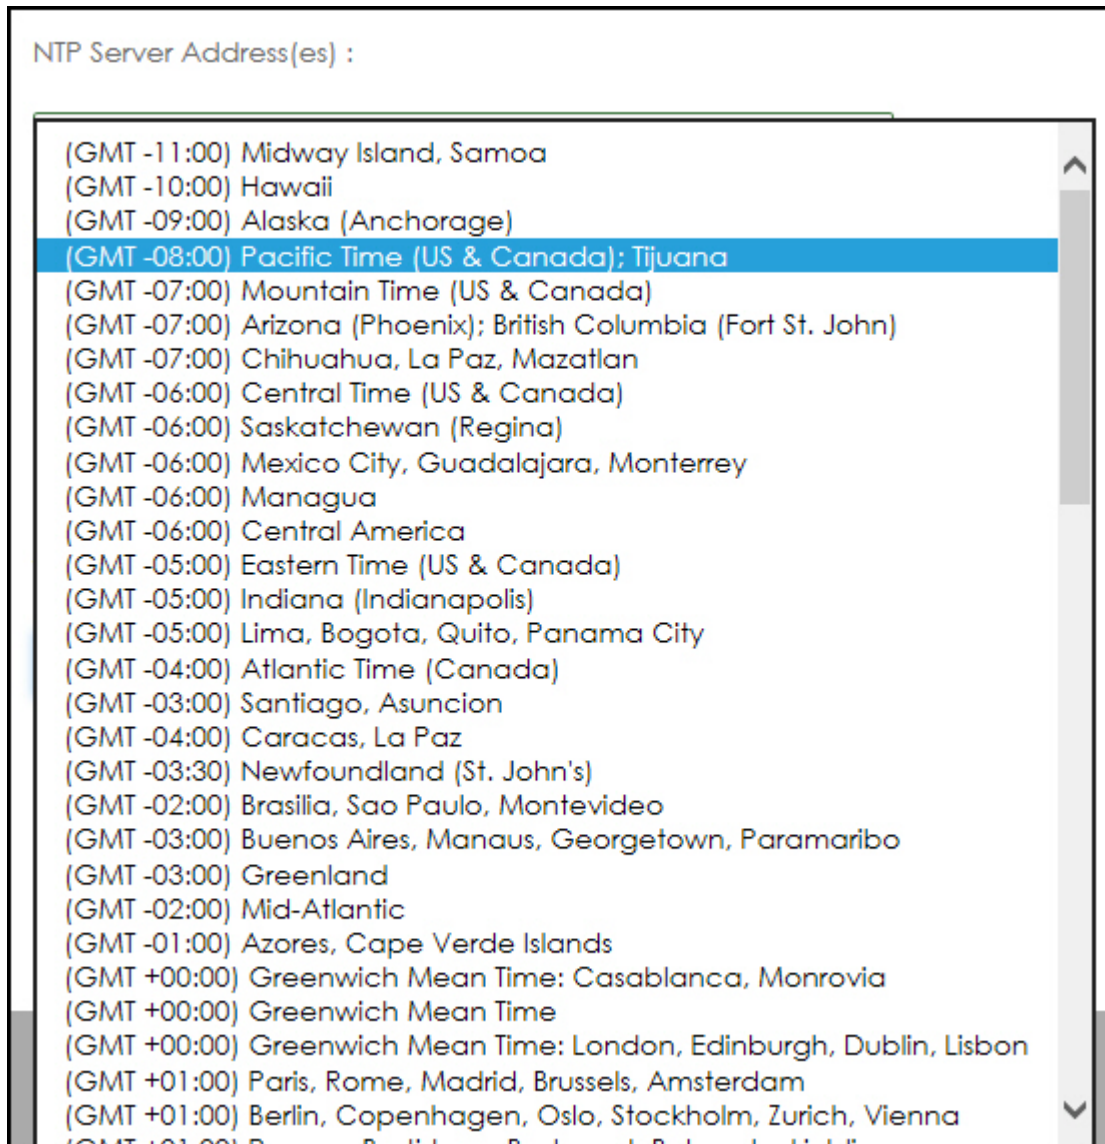 NTP Server Address(es) :
(GMT -11:00) Midway Island, Samoa
(GMT -10:00) Hawaii
(GMT -09:00) Alaska (Anchorage)
(GMT -08:00) Pacific Time (US & Canada); Tijuana
(GMT -07:00) Mountain Time (US & Canada)
(GMT -07:00) Arizona (Phoenix); British Columbia (Fort St. John)
(GMT -07:00) Chihuahua, La Paz, Mazatlan
(GMT -06:00) Central Time (US & Canada)
(GMT -06:00) Saskatchewan (Regina)
(GMT -06:00) Mexico City, Guadalajara, Monterrey
(GMT -06:00) Managua
(GMT -06:00) Central America
(GMT -05:00) Eastern Time (US & Canada)
(GMT -05:00) Indiana (Indianapolis)
(GMT -05:00) Lima, Bogota, Quito, Panama City
(GMT -04:00) Atlantic Time (Canada)
(GMT -03:00) Santiago, Asuncion
(GMT -04:00) Caracas, La Paz
(GMT -03:30) Newfoundland (St. John's)
(GMT -02:00) Brasilia, Sao Paulo, Montevideo
(GMT -03:00) Buenos Aires, Manaus, Georgetown, Paramaribo
(GMT -03:00) Greenland
(GMT -02:00) Mid-Atlantic
(GMT -01:00) Azores, Cape Verde Islands
(GMT +00:00) Greenwich Mean Time: Casablanca, Monrovia
(GMT +00:00) Greenwich Mean Time
(GMT +00:00) Greenwich Mean Time: London, Edinburgh, Dublin, Lisbon
(GMT +01:00) Paris, Rome, Madrid, Brussels, Amsterdam
(GMT +01:00) Berlin, Copenhagen, Oslo, Stockholm, Zurich, Vienna